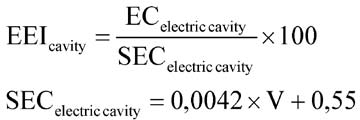 EEI_cavity = EC_electric cavity / SEC_electric cavity × 100
SEC_electric cavity = 0,0042 × V + 0,55